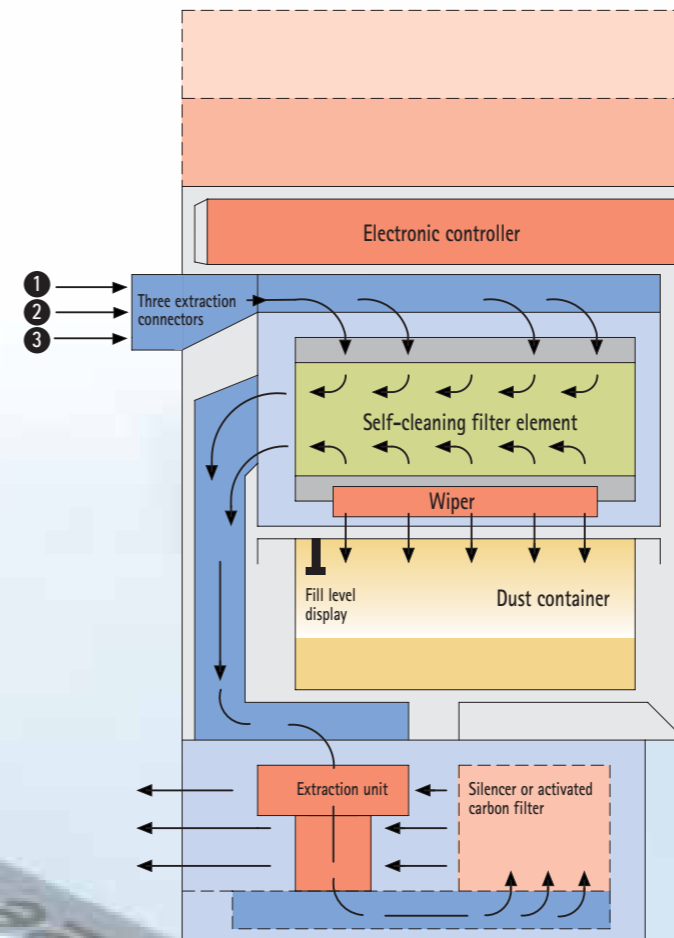 Electronic controller
1
2
3
Three extraction
connectors
Self-cleaning filter element
Wiper
Fill level
display
Dust container
Extraction unit
Silencer or activated
carbon filter